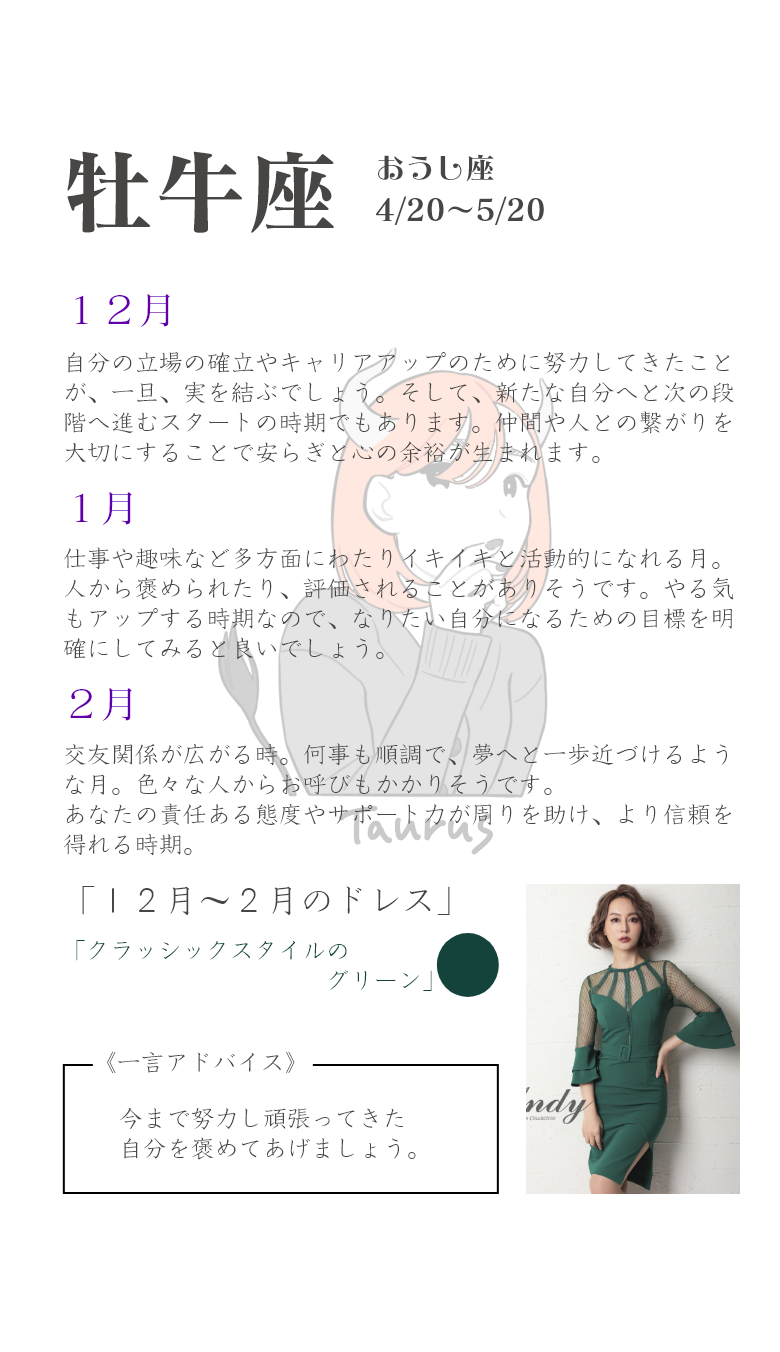 牡牛座
おうし座
4/20〜5/20
１２月
自分の立場の確立やキャリアアップのために努力してきたこと
が、一旦、実を結ぶでしょう。そして、新たな自分へと次の段
階へ進むスタートの時期でもあります。仲間や人との繋がりを
大切にすることで安らぎと心の余裕が生まれます。
１月
仕事や趣味など多方面にわたりイキイキと活動的になれる月。
人から褒められたり、評価されることがありそうです。やる気
もアップする時期なので、なりたい自分になるための目標を明
確にしてみると良いでしょう。
２月
交友関係が広がる時。何事も順調で、夢へと一歩近づけるよう
な月。色々な人からお呼びもかかりそうです。
あなたの責任ある態度やサポート力が周りを助け、より信頼を
得れる時期。
Taurus
「１２月〜２月のドレス」
「クラッシックスタイルの
グリーン」
《一言アドバイス》
今まで努力し頑張ってきた
自分を褒めてあげましょう。
ndy